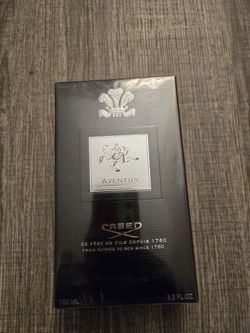 AVENTUS
CREED
DE PÈRE EN FILS DEPUIS 1760
FROM FATHER TO SON SINCE 1760
100 ML 3.3 FL.OZ.